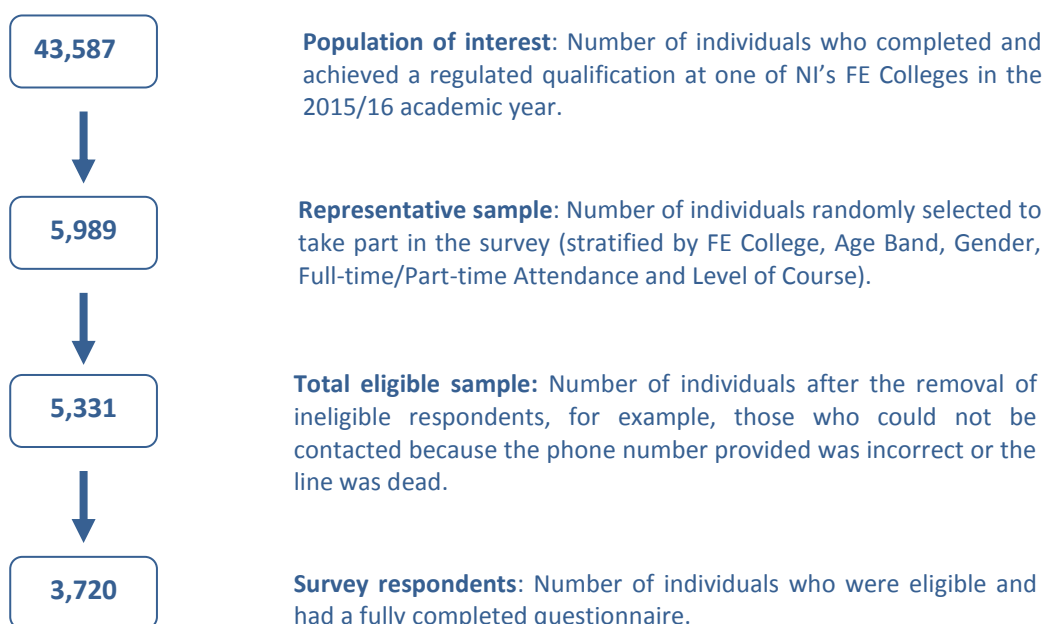 43,587
Population of interest: Number of individuals who completed and
achieved a regulated qualification at one of NI's FE Colleges in the
2015/16 academic year.
5,989
Representative sample: Number of individuals randomly selected to
take part in the survey (stratified by FE College, Age Band, Gender,
Full-time/Part-time Attendance and Level of Course).
5,331
Total eligible sample: Number of individuals after the removal of
ineligible respondents, for example, those who could not be
contacted because the phone number provided was incorrect or the
line was dead.
3,720
Survey respondents: Number of individuals who were eligible and
had a fully completed questionnaire.